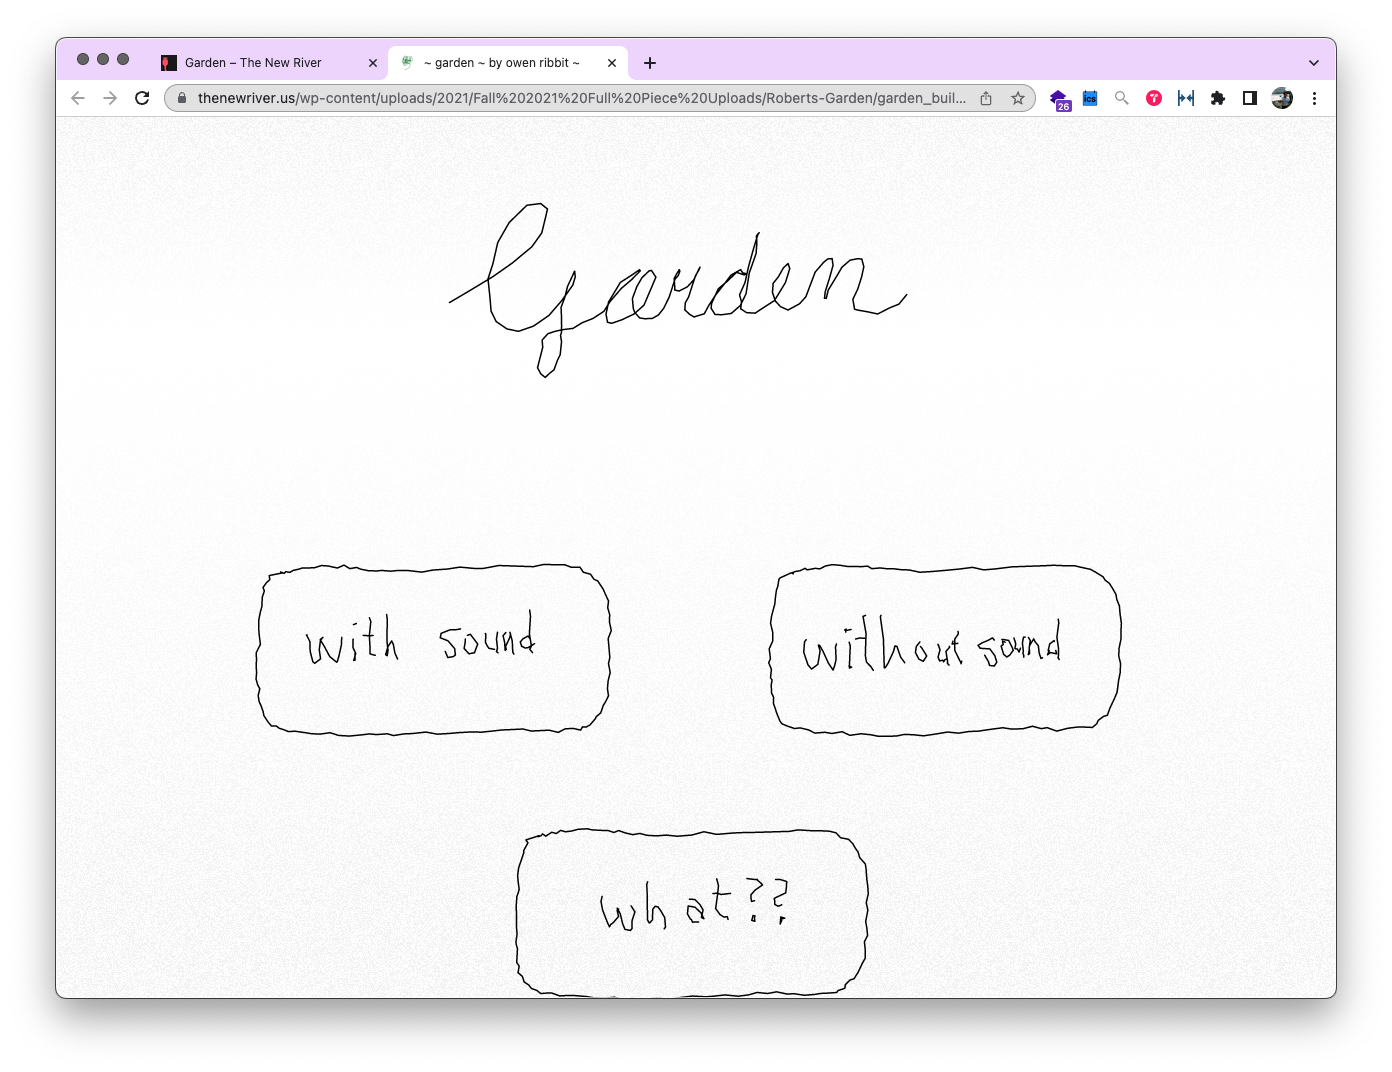 Garden – The New River
~ garden ~ by owen ribbit ~
thenewriver.us/wp-content/uploads/2021/Fall%202021%20Full%20Piece%20Uploads/Roberts-Garden/garden_buil...
26
ics
Garden
with sound
without sound
what??